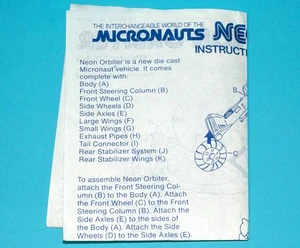 THE INTERCHANGEABLE WORLD OF THE
MICRONAUTS NEO
INSTRUCTI
Neon Orbiter is a new die cast
Micronaut vehicle. It comes
complete with:
Body (A)
Front Steering Column (B)
Front Wheel (C)
Side Wheels (D)
Side Axles (E)
Large Wings (F)
Small Wings (G)
Exhaust Pipes (H)
Tail Connector (I)
Rear Stabilizer System (J)
Rear Stabilizer Wings (K)
To assemble Neon Orbiter,
attach the Front Steering Col-
umn (B) to the Body (A). Attach
the Front Wheel (C) to the Front
Steering Column (B). Attach the
Side Axles (E) to the sides of
the Body (A). Attach the Side
Wheels (D) to the Side Axles (E).
B
C